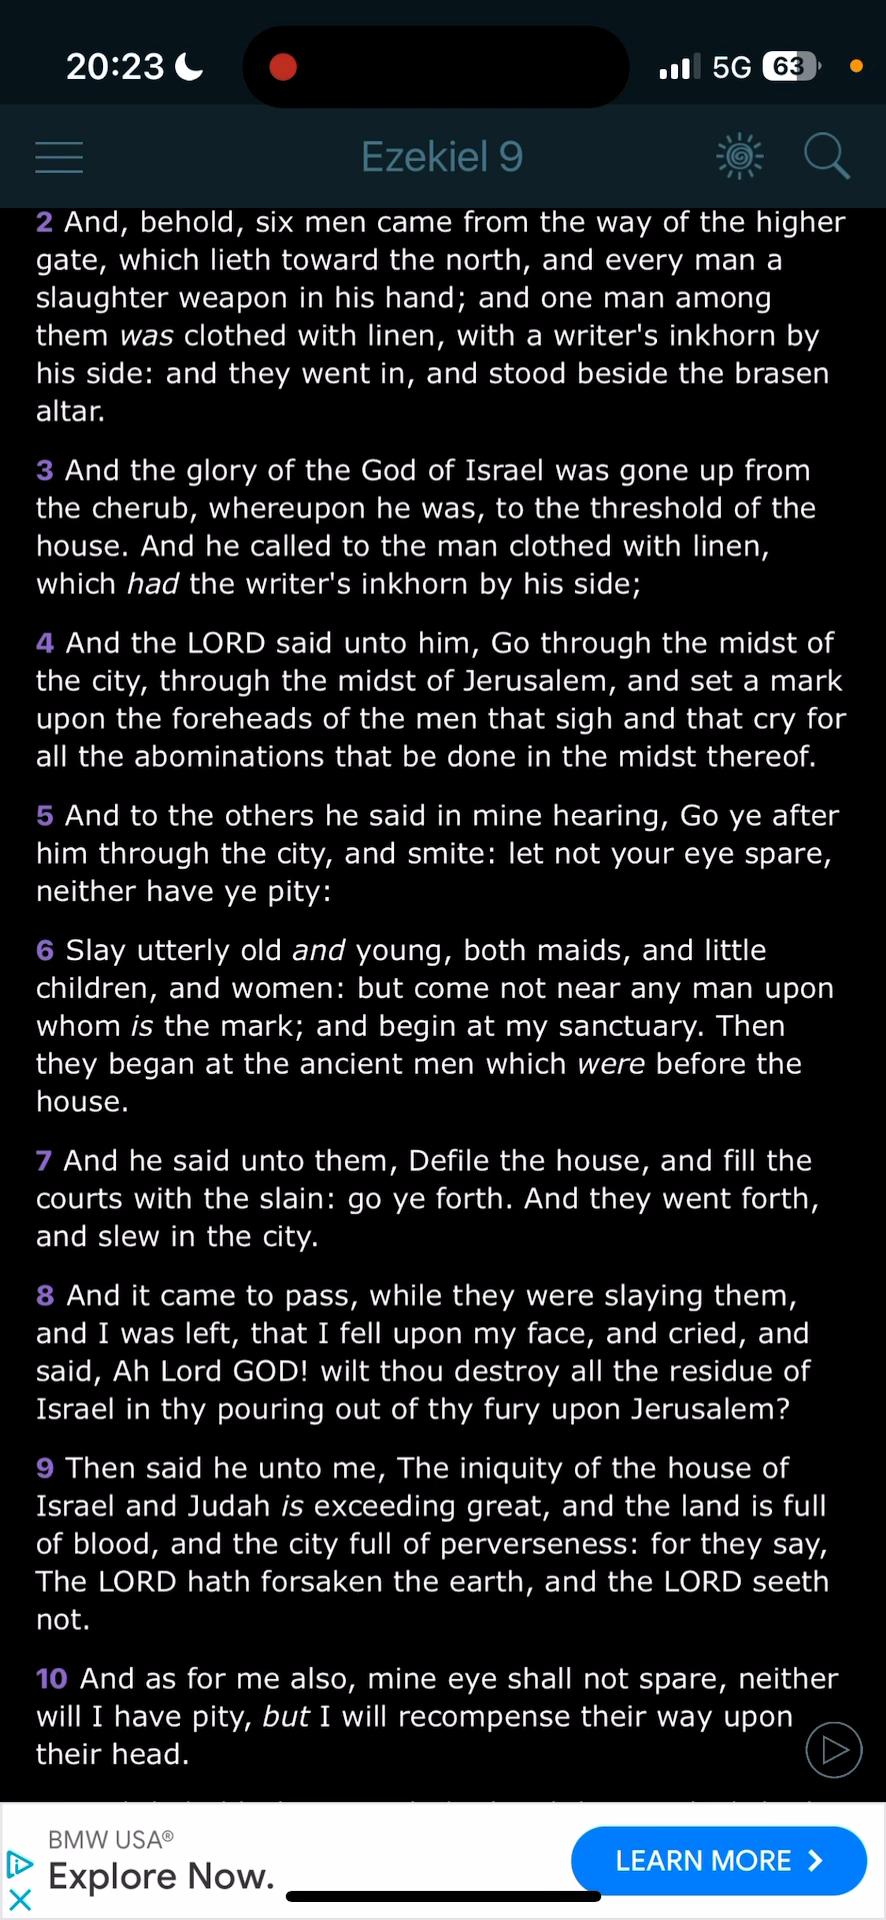 20:23
5G 63
Ezekiel 9
2 And, behold, six men came from the way of the higher
gate, which lieth toward the north, and every man a
slaughter weapon in his hand; and one man among
them was clothed with linen, with a writer's inkhorn by
his side: and they went in, and stood beside the brasen
altar.
3 And the glory of the God of Israel was gone up from
the cherub, whereupon he was, to the threshold of the
house. And he called to the man clothed with linen,
which had the writer's inkhorn by his side;
4 And the LORD said unto him, Go through the midst of
the city, through the midst of Jerusalem, and set a mark
upon the foreheads of the men that sigh and that cry for
all the abominations that be done in the midst thereof.
5 And to the others he said in mine hearing, Go ye after
him through the city, and smite: let not your eye spare,
neither have ye pity:
6 Slay utterly old and young, both maids, and little
children, and women: but come not near any man upon
whom is the mark; and begin at my sanctuary. Then
they began at the ancient men which were before the
house.
7 And he said unto them, Defile the house, and fill the
courts with the slain: go ye forth. And they went forth,
and slew in the city.
8 And it came to pass, while they were slaying them,
and I was left, that I fell upon my face, and cried, and
said, Ah Lord GOD! wilt thou destroy all the residue of
Israel in thy pouring out of thy fury upon Jerusalem?
9 Then said he unto me, The iniquity of the house of
Israel and Judah is exceeding great, and the land is full
of blood, and the city full of perverseness: for they say,
The LORD hath forsaken the earth, and the LORD seeth
not.
10 And as for me also, mine eye shall not spare, neither
will I have pity, but I will recompense their way upon
their head.
BMW USA®
Explore Now.
LEARN MORE